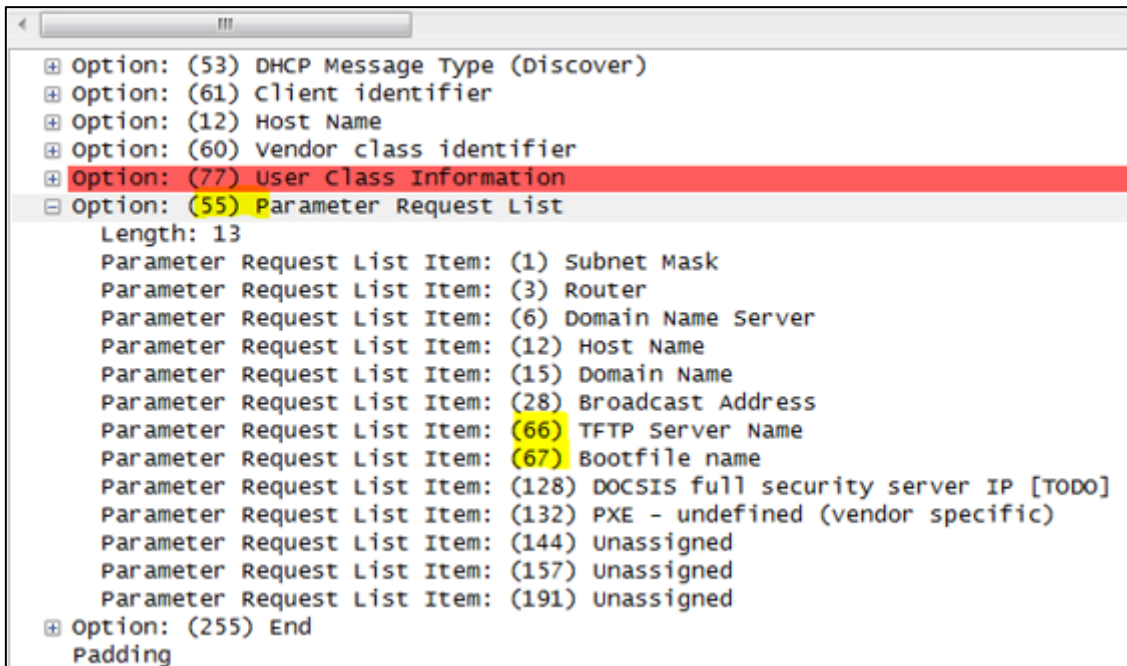 Option: (53) DHCP Message Type (Discover)
Option: (61) Client identifier
Option: (12) Host Name
Option: (60) Vendor class identifier
Option: (77) User Class Information
Option: (55) Parameter Request List
Length: 13
Parameter Request List Item: (1) Subnet Mask
Parameter Request List Item: (3) Router
Parameter Request List Item: (6) Domain Name Server
Parameter Request List Item: (12) Host Name
Parameter Request List Item: (15) Domain Name
Parameter Request List Item: (28) Broadcast Address
Parameter Request List Item: (66) TFTP Server Name
Parameter Request List Item: (67) Bootfile name
Parameter Request List Item: (128) DOCSIS full security server IP [TODO]
Parameter Request List Item: (132) PXE - undefined (vendor specific)
Parameter Request List Item: (144) Unassigned
Parameter Request List Item: (157) Unassigned
Parameter Request List Item: (191) Unassigned
Option: (255) End
Padding